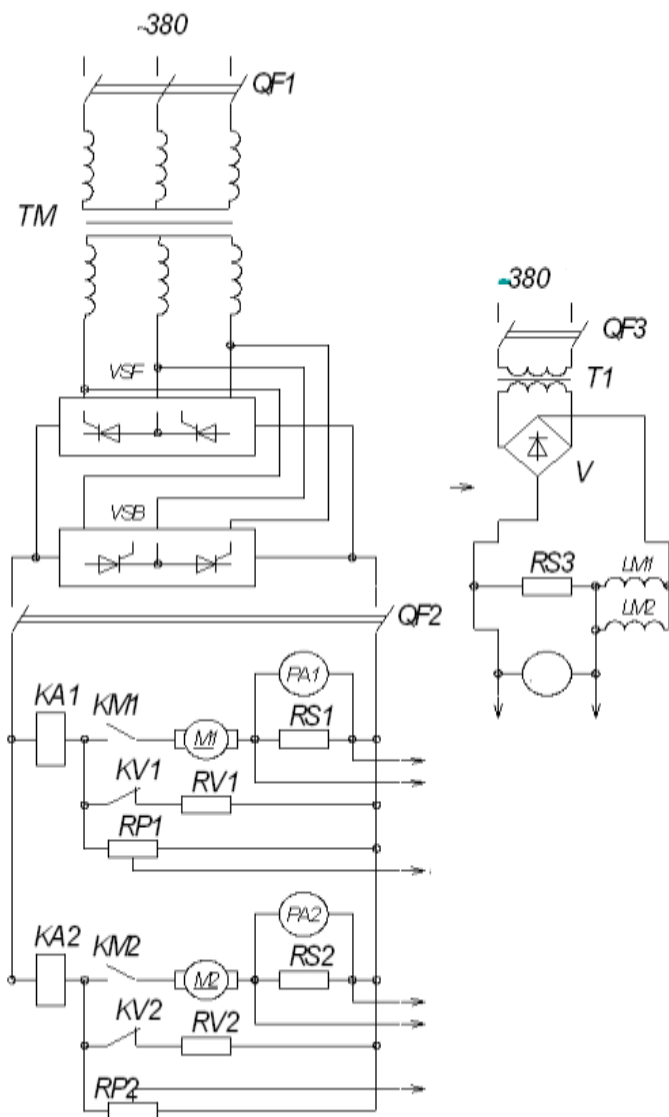 ~380
QF1
TM
~380
QF3
T1
VSF
V
VSB
RS3
LM1
LM2
QF2
PA1
KA1
KM1
RS1
M1
KV1
RV1
RP1
PA2
KA2
KM2
RS2
M2
KV2
RV2
RP2